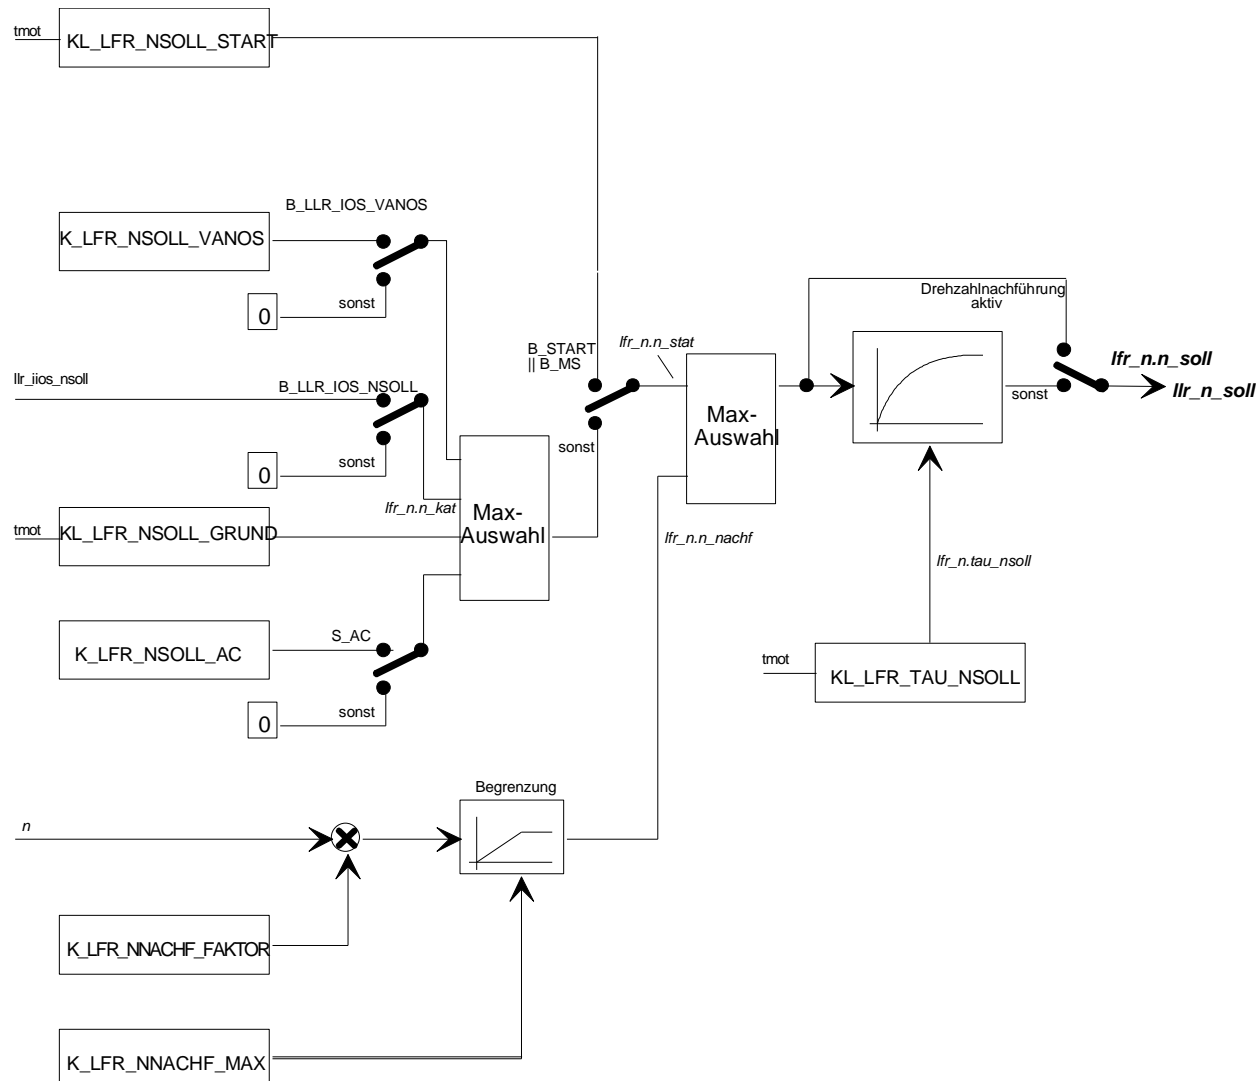 tmot
KL_LFR_NSOLL_START
B_LLR_IOS_VANOS
K_LFR_NSOLL_VANOS
0
sonst
Drehzahlnachführung
aktiv
B_START
|| B_MS
lfr_n.n_stat
lfr_n.n_soll
llr_n_soll
llr_iios_nsoll
B_LLR_IOS_NSOLL
sonst
Max-
Auswahl
sonst
0
sonst
lfr_n.n_kat
tmot
KL_LFR_NSOLL_GRUND
Max-
Auswahl
lfr_n.n_nachf
lfr_n.tau_nsoll
S_AC
K_LFR_NSOLL_AC
tmot
KL_LFR_TAU_NSOLL
0
sonst
Begrenzung
n
K_LFR_NNACHF_FAKTOR
K_LFR_NNACHF_MAX